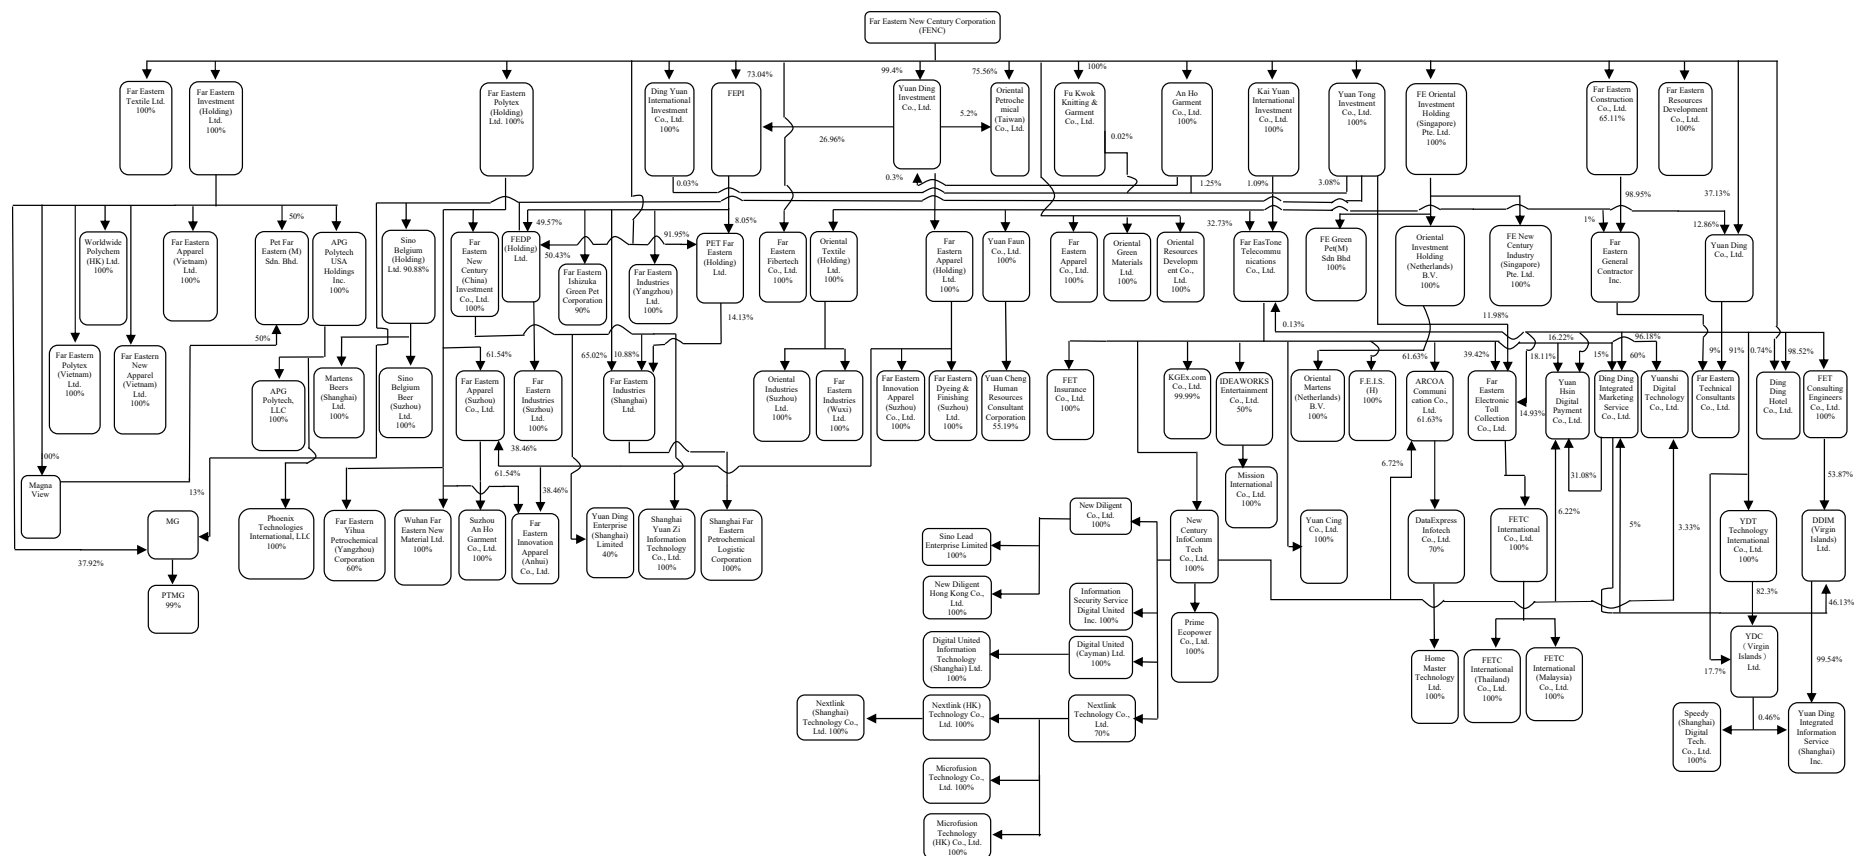 Far Eastern New Century Corporation
(FENC)
Far Eastern
Textile Ltd.
100%
Far Eastern
Investment
(Holding)
Ltd.
100%
Far Eastern
Polytex
(Holding)
Ltd. 100%
Ding Yuan
International
Investment
Co., Ltd.
100%
FEPI
73.04%
99.4%
Yuan Ding
Investment
Co., Ltd.
75.56%
Oriental
Petroche
mical
(Taiwan)
Co., Ltd.
100%
Fu Kwok
Knitting &
Garment
Co., Ltd.
An Ho
Garment
Co., Ltd.
100%
Kai Yuan
International
Investment
Co., Ltd.
100%
Yuan Tong
Investment
Co., Ltd.
100%
FE Oriental
Investment
Holding
(Singapore)
Pte. Ltd.
100%
Far Eastern
Construction
Co., Ltd.
65.11%
Far Eastern
Resources
Development
Co., Ltd.
100%
5.2%
26.96%
0.02%
0.03%
0.3%
1.25%
1.09%
3.08%
98.95%
37.13%
50%
49.57%
8.05%
91.95%
50.43%
32.73%
1%
12.86%
Worldwide
Polychem
(HK) Ltd.
100%
Far Eastern
Apparel
(Vietnam)
Ltd.
100%
Pet Far
Eastern (M)
Sdn. Bhd.
APG
Polytech
USA
Holdings
Inc.
100%
Sino
Belgium
(Holding)
Ltd. 90.88%
Far
Eastern
New
Century
(China)
Investment
Co., Ltd.
100%
FEDP
(Holding)
Ltd.
Far Eastern
Ishizuka
Green Pet
Corporation
90%
Far Eastern
Industries
(Yangzhou)
Ltd.
100%
PET Far
Eastern
(Holding)
Ltd.
Far
Eastern
Fibertech
Co., Ltd.
100%
Oriental
Textile
(Holding)
Ltd.
100%
Far
Eastern
Apparel
(Holding)
Ltd.
100%
Yuan Faun
Co., Ltd.
100%
Far
Eastern
Apparel
Co., Ltd.
100%
Oriental
Green
Materials
Ltd.
100%
Oriental
Resources
Developm
ent Co.,
Ltd.
100%
Far EasTone
Telecommu
nications
Co., Ltd.
FE Green
Pet(M)
Sdn Bhd
100%
Oriental
Investment
Holding
(Netherlands)
B.V.
100%
FE New
Century
Industry
(Singapore)
Pte. Ltd.
100%
Far
Eastern
General
Contractor
Inc.
Yuan Ding
Co., Ltd.
50%
14.13%
0.13%
11.98%
61.54%
65.02%
10.88%
61.63%
39.42%
18.11%
16.22%
15%
96.18%
60%
9%
91%
0.74%
98.52%
Far Eastern
Polytex
(Vietnam)
Ltd.
100%
Far Eastern
New
Apparel
(Vietnam)
Ltd.
100%
APG
Polytech,
LLC
100%
Martens
Beers
(Shanghai)
Ltd.
100%
Sino
Belgium
Beer
(Suzhou)
Ltd.
100%
Far Eastern
Apparel
(Suzhou)
Co., Ltd.
Far
Eastern
Industries
(Suzhou)
Ltd.
100%
Far Eastern
Industries
(Shanghai)
Ltd.
Oriental
Industries
(Suzhou)
Ltd.
100%
Far
Eastern
Industries
(Wuxi) Ltd.
100%
Far Eastern
Innovation
Apparel
(Suzhou)
Co., Ltd.
100%
Far Eastern
Dyeing &
Finishing
(Suzhou)
Ltd.
100%
Yuan Cheng
Human
Resources
Consultant
Corporation
55.19%
FET
Insurance
Co., Ltd.
100%
KGEx.com
Co., Ltd.
99.99%
IDEAWORKS
Entertainment
Co., Ltd.
50%
Oriental
Martens
(Netherlands)
B.V.
100%
F.E.I.S.
(H)
100%
ARCOA
Communi
cation Co.,
Ltd.
61.63%
Far
Eastern
Electronic
Toll
Collection
Co., Ltd.
14.93%
Yuan
Hsin
Digital
Payment
Co., Ltd.
Ding Ding
Integrated
Marketing
Service
Co., Ltd.
Yuanshi
Digital
Technology
Co., Ltd.
Far Eastern
Technical
Consultants
Co., Ltd.
Ding
Ding
Hotel
Co., Ltd.
FET
Consulting
Engineers
Co., Ltd.
100%
38.46%
100%
13%
61.54%
38.46%
6.72%
31.08%
53.87%
Magna
View
MG
37.92%
PTMG
99%
Phoenix
Technologies
International, LLC
100%
Far Eastern
Yihua
Petrochemical
(Yangzhou)
Corporation
60%
Wuhan Far
Eastern New
Material Ltd.
100%
Suzhou
An Ho
Garment
Co., Ltd.
100%
Far
Eastern
Innovation
Apparel
(Anhui)
Co., Ltd.
Yuan Ding
Enterprise
(Shanghai)
Limited
40%
Shanghai
Yuan Zi
Information
Technology
Co., Ltd.
100%
Shanghai Far
Eastern
Petrochemical
Logistic
Corporation
100%
Mission
International
Co., Ltd.
100%
New Diligent
Co., Ltd.
100%
Sino Lead
Enterprise Limited
100%
New Diligent
Hong Kong Co.,
Ltd.
100%
New
Century
InfoComm
Tech
Co., Ltd.
100%
Information
Security Service
Digital United
Inc. 100%
Digital United
(Cayman) Ltd.
100%
Digital United
Information
Technology
(Shanghai) Ltd.
100%
Prime
Ecopower
Co., Ltd.
100%
Nextlink
Technology Co.,
Ltd.
70%
Nextlink (HK)
Technology Co.,
Ltd. 100%
Nextlink
(Shanghai)
Technology Co.,
Ltd. 100%
Microfusion
Technology Co.,
Ltd. 100%
Microfusion
Technology
(HK) Co., Ltd.
100%
Yuan Cing
Co., Ltd.
100%
DataExpress
Infotech
Co., Ltd.
70%
FETC
International
Co., Ltd.
100%
6.22%
5%
3.33%
YDT
Technology
International
Co., Ltd.
100%
DDIM
(Virgin
Islands)
Ltd.
82.3%
46.13%
Home
Master
Technology
Ltd.
100%
FETC
International
(Thailand)
Co., Ltd.
100%
FETC
International
(Malaysia)
Co., Ltd.
100%
YDC
（Virgin
Islands）
Ltd.
17.7%
99.54%
0.46%
Speedy
(Shanghai)
Digital
Tech.
Co., Ltd.
100%
Yuan Ding
Integrated
Information
Service
(Shanghai)
Inc.